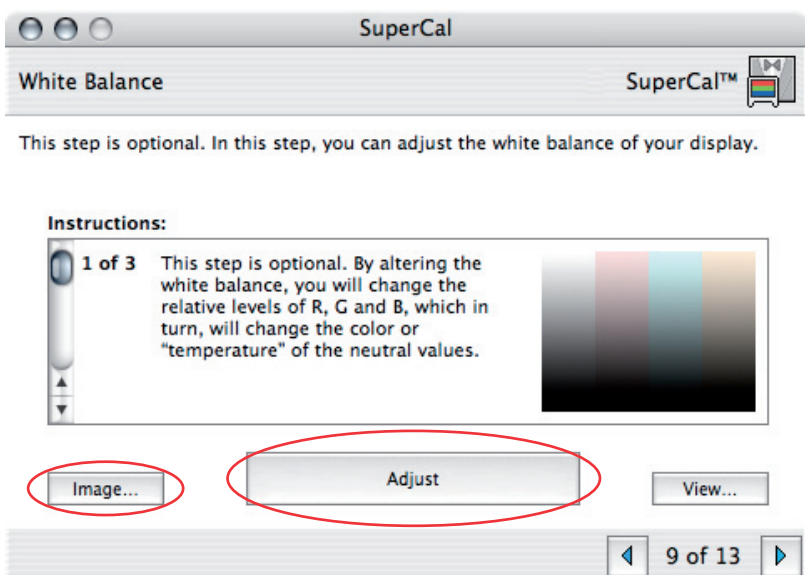 SuperCal
White Balance
SuperCal™
This step is optional. In this step, you can adjust the white balance of your display.
Instructions:
1 of 3
This step is optional. By altering the
white balance, you will change the
relative levels of R, G and B, which in
turn, will change the color or
“temperature” of the neutral values.
Image...
Adjust
View...
9 of 13